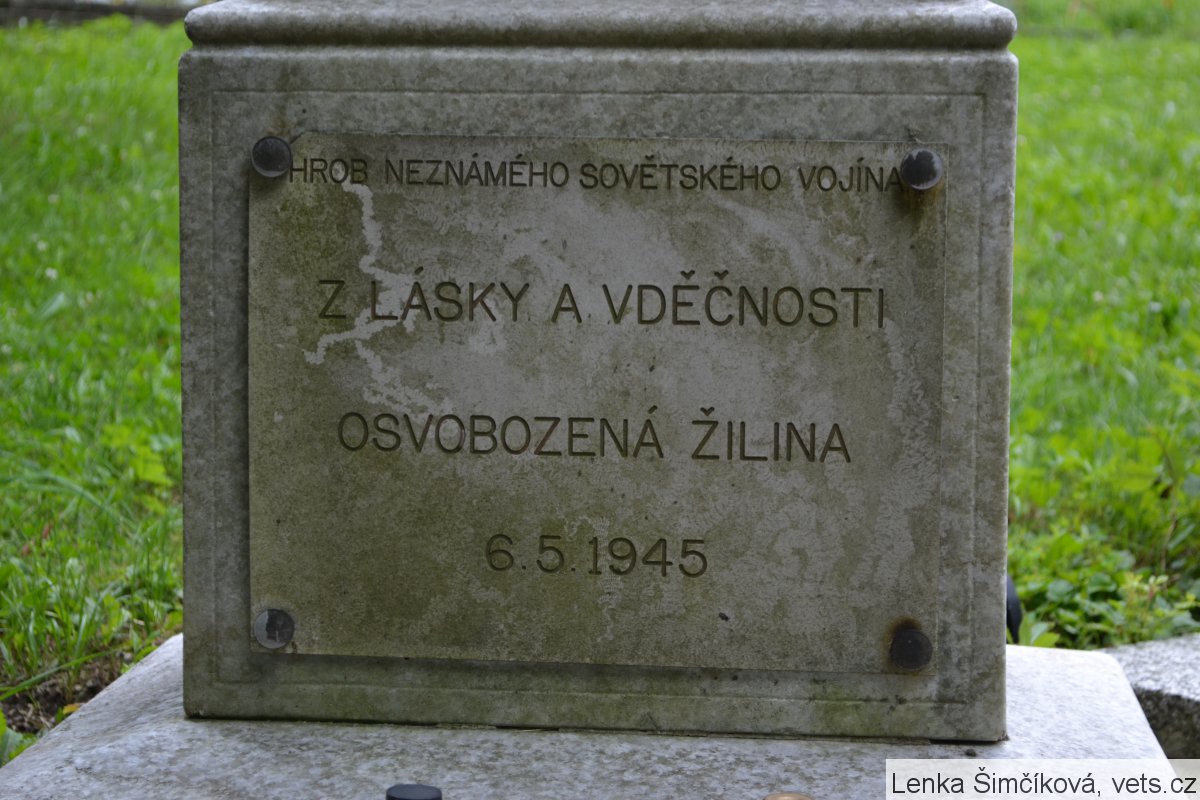 HROB NEZNÁMÉHO SOVĚTSKÉHO VOJÍNA
Z LÁSKY A VDĚČNOSTI
OSVOBOZENÁ ŽILINA
6.5.1945
Lenka Šimčíková, vets.cz